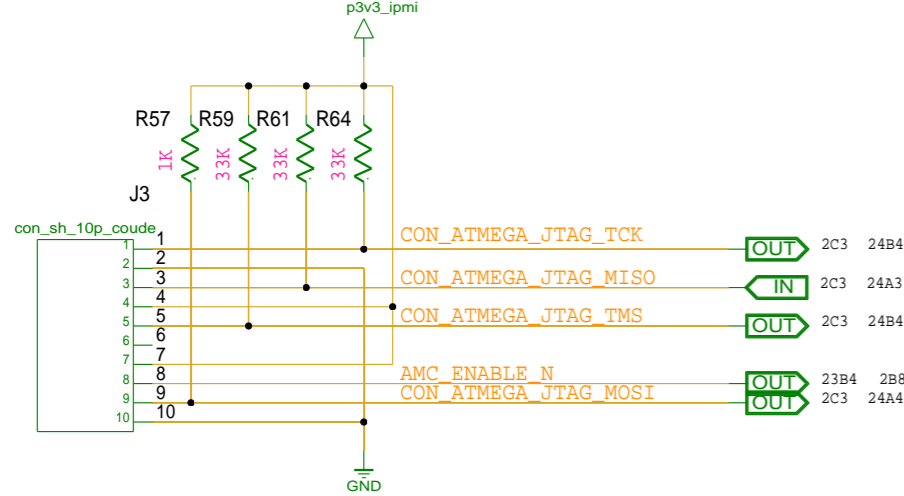 p3v3_ipmi
R57 R59 R61 R64
1K 33K 33K 33K
J3
con_sh_10p_coude
1 1 CON_ATMEGA_JTAG_TCK OUT 2C3 24B4
2 2
3 3 CON_ATMEGA_JTAG_MISO IN 2C3 24A3
4 4
5 5 CON_ATMEGA_JTAG_TMS OUT 2C3 24B4
6 6
7 7
8 8 AMC_ENABLE_N OUT 23B4 2B8
9 9 CON_ATMEGA_JTAG_MOSI OUT 2C3 24A4
10 10
GND